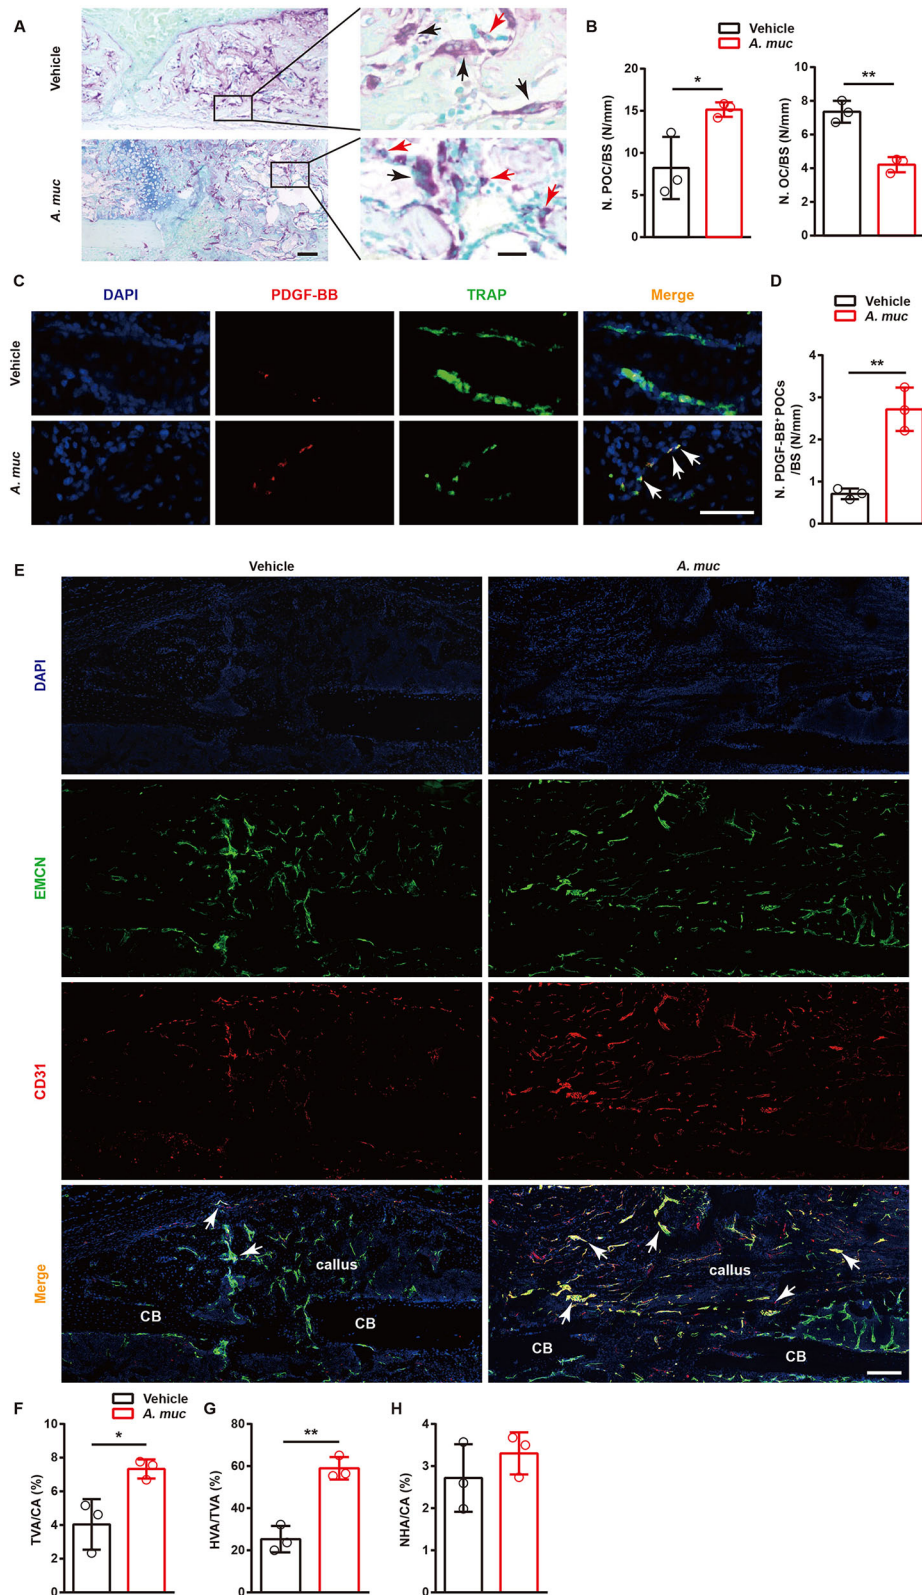 A
Vehicle
A. muc
B
Vehicle
A. muc
N. POC/BS (N/mm)
20
15
10
5
0
*
N. OC/BS (N/mm)
10
8
6
4
2
0
**
C
DAPI
PDGF-BB
TRAP
Merge
Vehicle
A. muc
D
Vehicle
A. muc
N. PDGF-BB⁺ POCs
/BS (N/mm)
4
3
2
1
0
**
E
Vehicle
A. muc
DAPI
EMCN
CD31
Merge
callus
CB
CB
callus
CB
CB
F
Vehicle
A. muc
TVA/CA (%)
10
8
6
4
2
0
*
G
HVA/TVA (%)
80
60
40
20
0
**
H
NHA/CA (%)
4
3
2
1
0